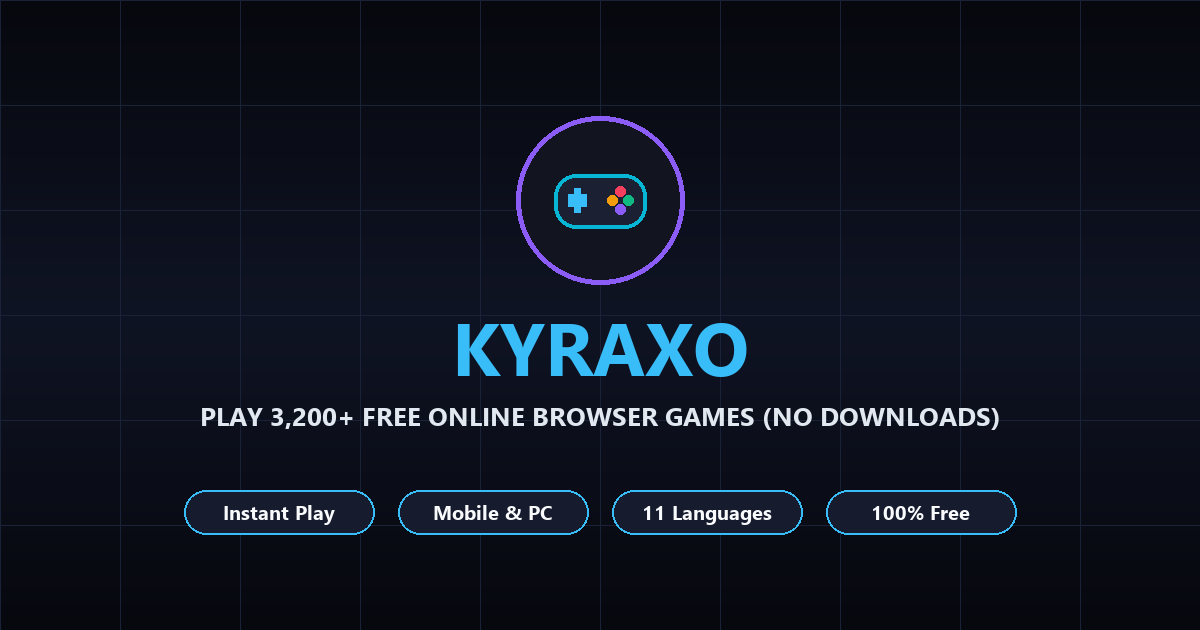 KYRAXO
PLAY 3,200+ FREE ONLINE BROWSER GAMES (NO DOWNLOADS)
Instant Play
Mobile & PC
11 Languages
100% Free